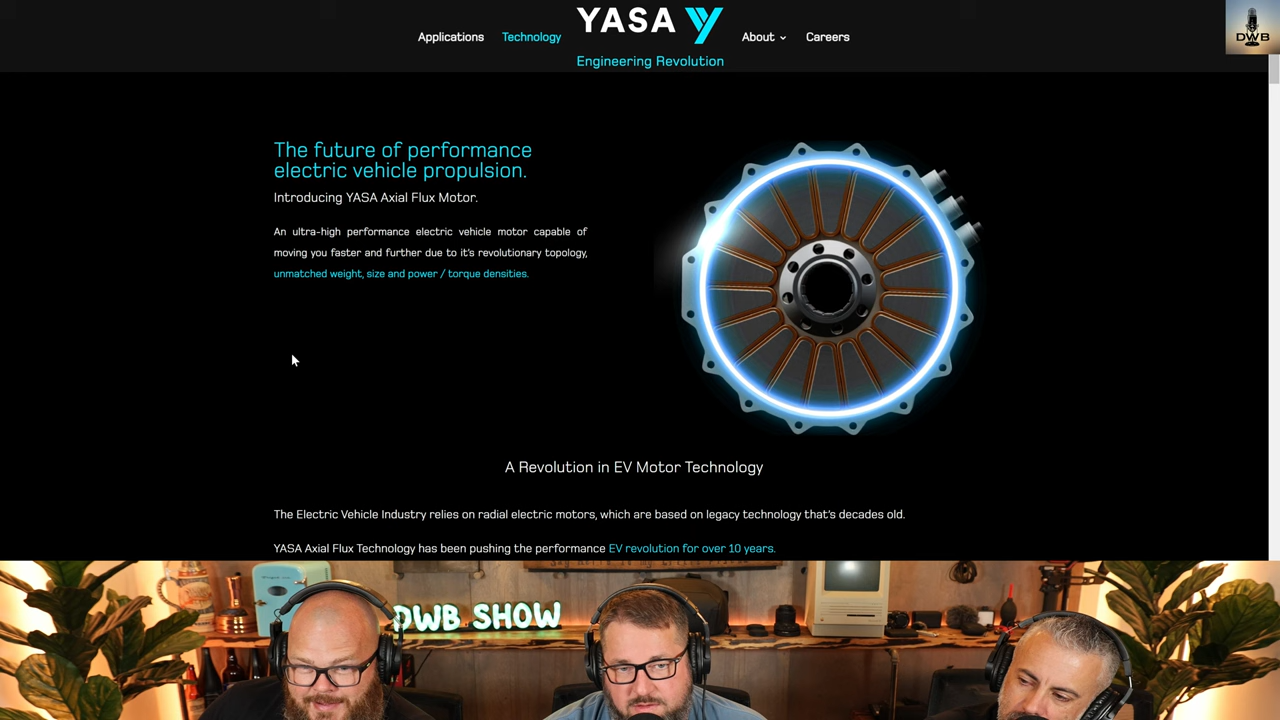 Applications
Technology
YASA
Engineering Revolution
About
Careers
DWB
The future of performance
electric vehicle propulsion.
Introducing YASA Axial Flux Motor.
An ultra-high performance electric vehicle motor capable of
moving you faster and further due to it's revolutionary topology,
unmatched weight, size and power / torque densities.
A Revolution in EV Motor Technology
The Electric Vehicle Industry relies on radial electric motors, which are based on legacy technology that's decades old.
YASA Axial Flux Technology has been pushing the performance EV revolution for over 10 years.
DWB SHOW